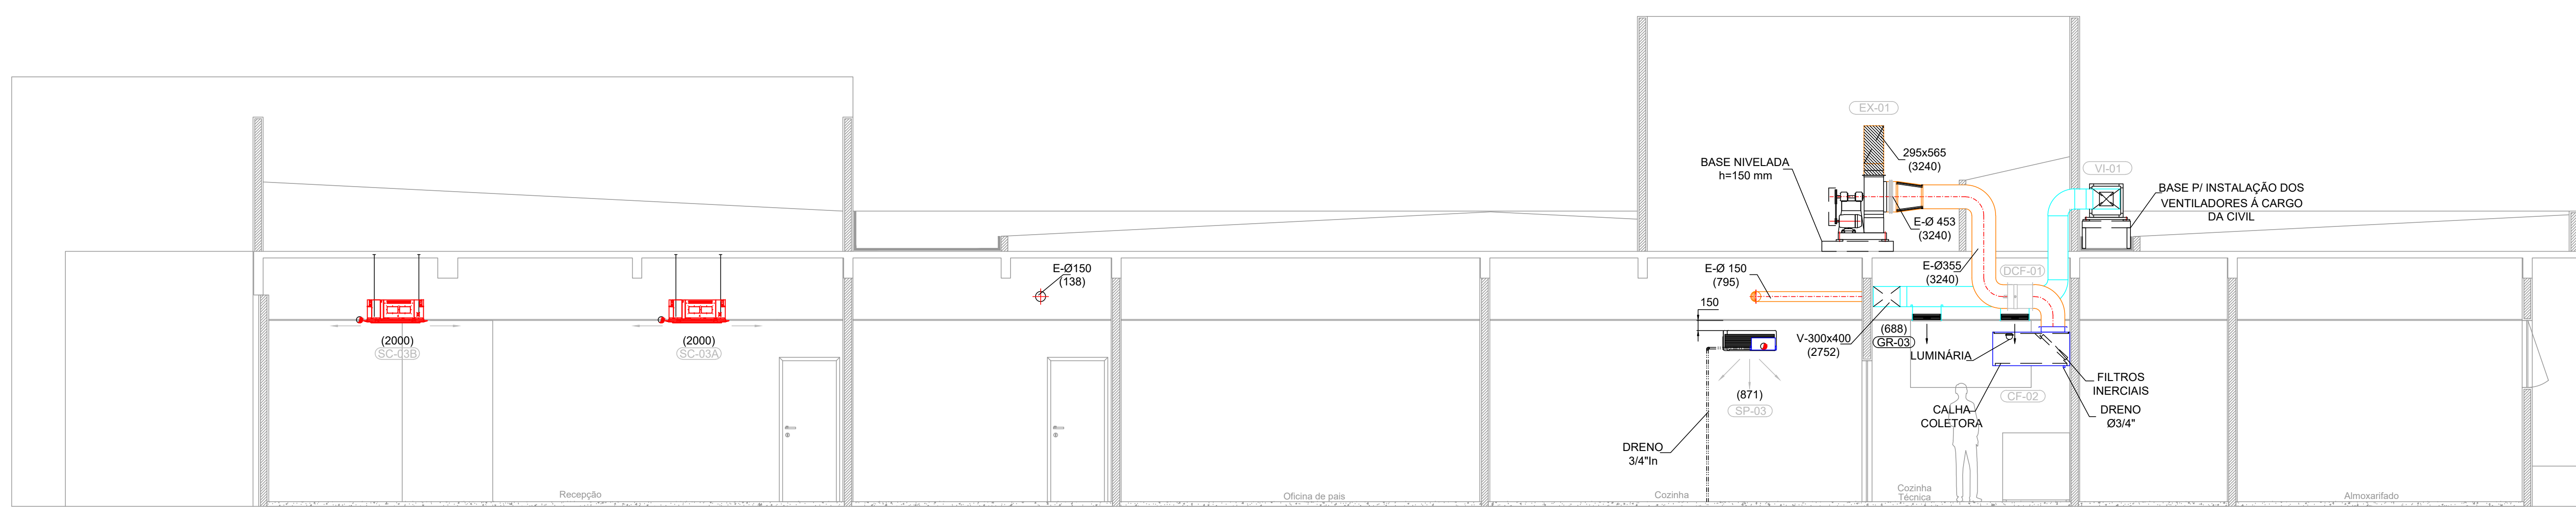 EX-01
295x565
(3240)
BASE NIVELADA
h=150 mm
VI-01
BASE P/ INSTALAÇÃO DOS
VENTILADORES Á CARGO
DA CIVIL
E-Ø 453
(3240)
E-Ø150
(138)
E-Ø 150
(795)
E-Ø355
(3240)
DCF-01
150
(2000)
SC-03B
(2000)
SC-03A
V-300x400
(2752)
(688)
GR-03
LUMINÁRIA
FILTROS
INERCIAIS
(871)
SP-03
CF-02
CALHA
COLETORA
DRENO
Ø3/4"
DRENO
3/4"In
Recepção
Oficina de pais
Cozinha
Cozinha
Técnica
Almoxarifado